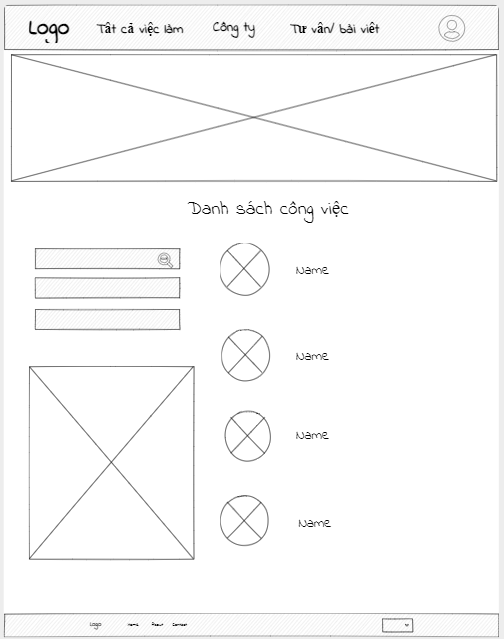 Logo Tất cả việc làm Công ty Tư vấn/ bài viết
Danh sách công việc
Name
Name
Name
Name
Logo Home About Contact